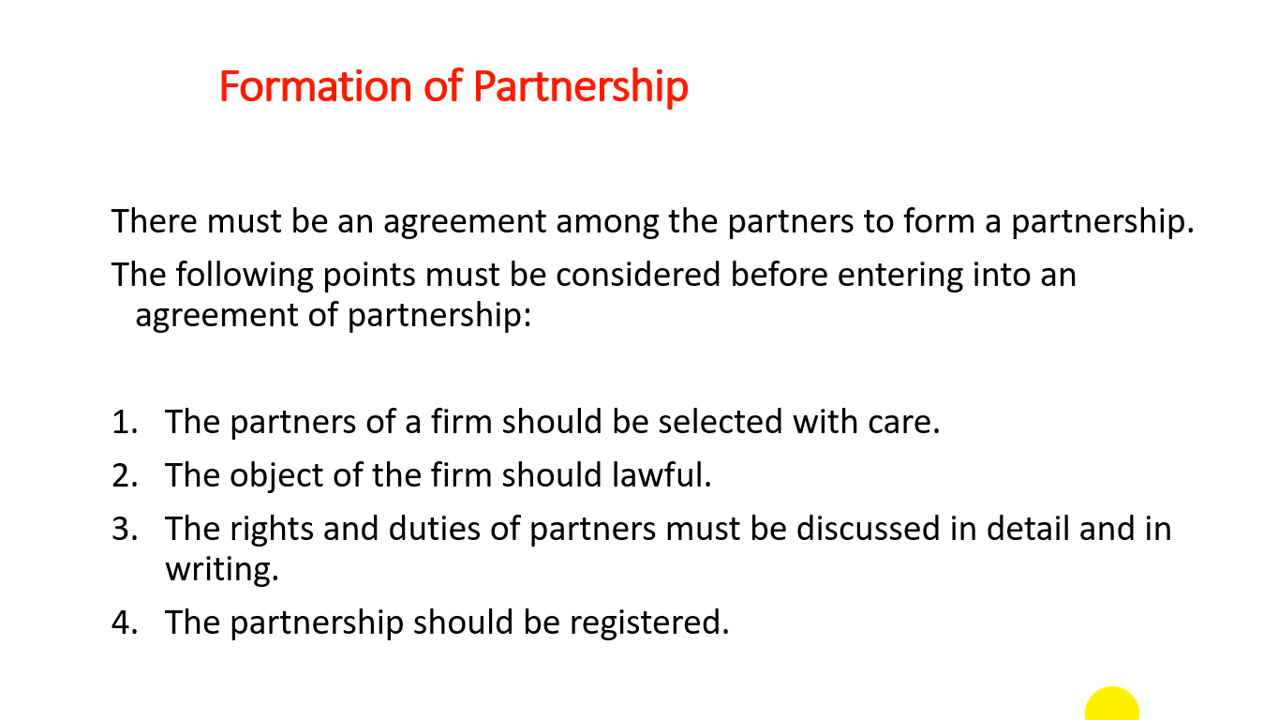 Formation of Partnership
There must be an agreement among the partners to form a partnership.
The following points must be considered before entering into an
agreement of partnership:
1. The partners of a firm should be selected with care.
2. The object of the firm should lawful.
3. The rights and duties of partners must be discussed in detail and in
writing.
4. The partnership should be registered.